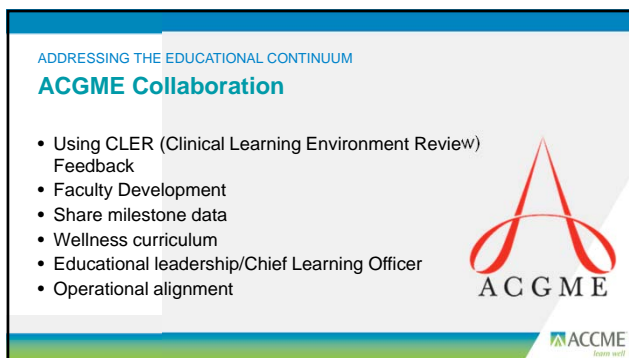 ADDRESSING THE EDUCATIONAL CONTINUUM
ACGME Collaboration
• Using CLER (Clinical Learning Environment Review)
Feedback
• Faculty Development
• Share milestone data
• Wellness curriculum
• Educational leadership/Chief Learning Officer
• Operational alignment
ACGME
ACCME
learn well